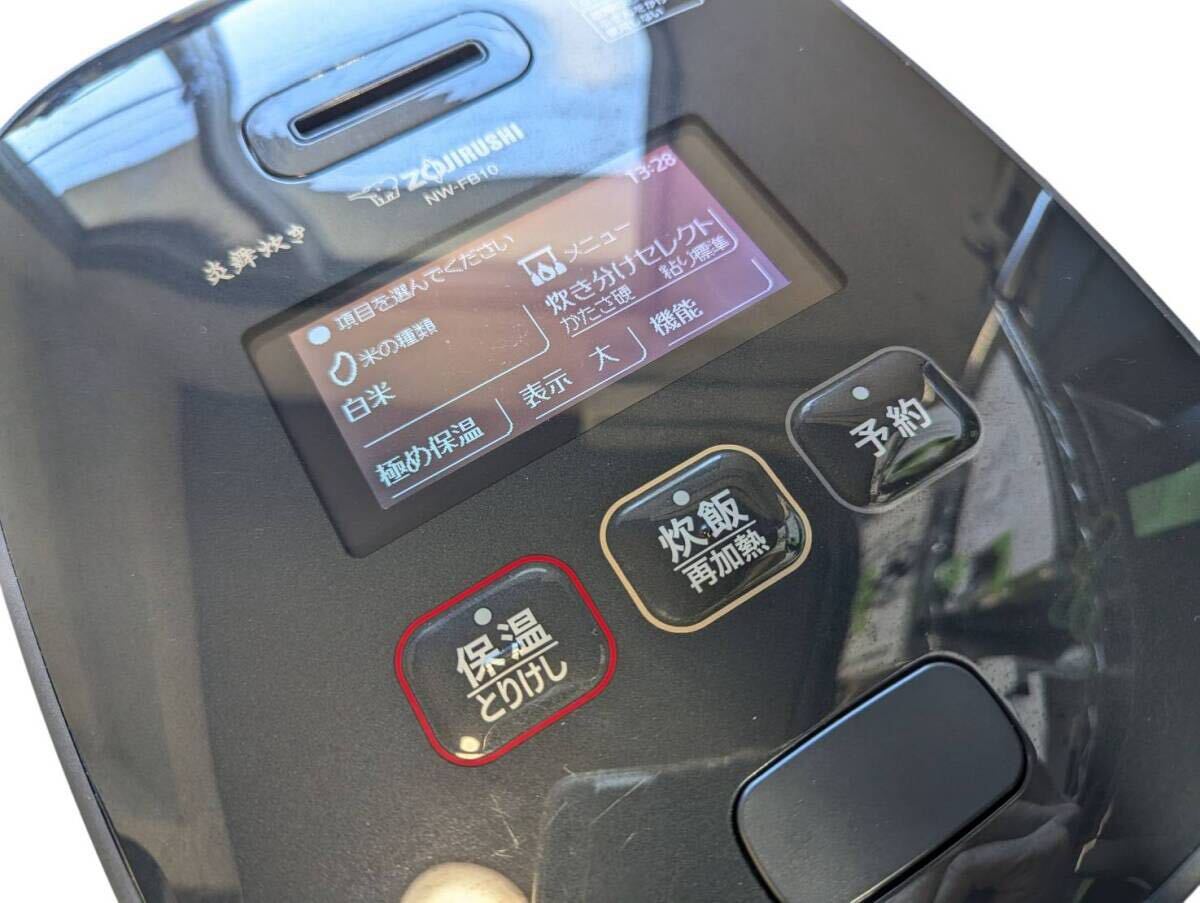 ZOJIRUSHI
NW-FB10
炎舞炊き
13:28
項目を選んでください
米の種類
白米
メニュー
炊き分けセレクト
かたさ硬 粘り標準
極め保温
表示 大
機能
予約
炊飯
再加熱
保温
とりけし